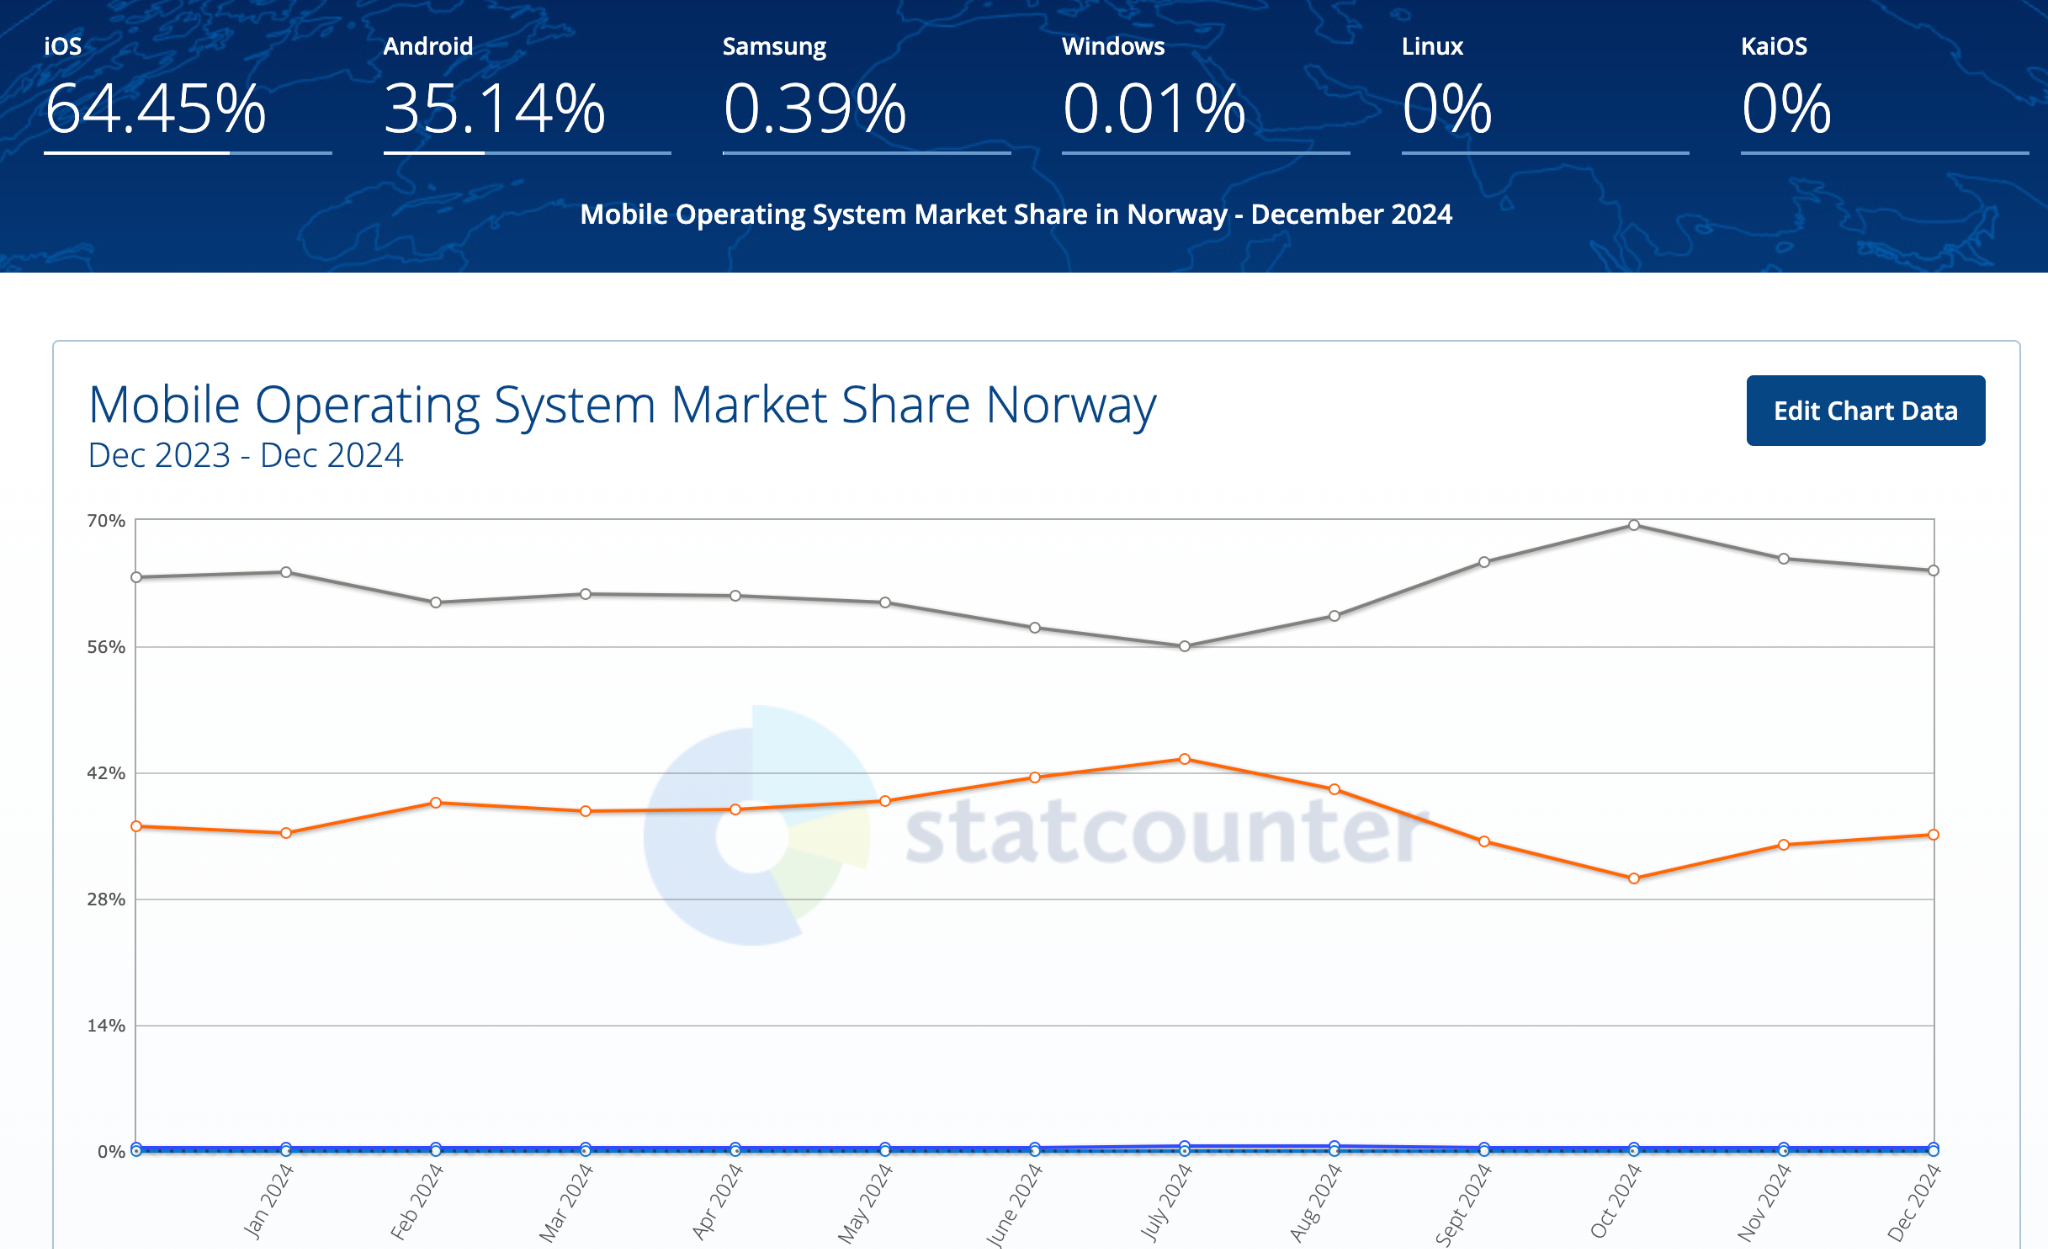 iOS Android Samsung Windows Linux KaiOS
64.45% 35.14% 0.39% 0.01% 0% 0%
Mobile Operating System Market Share in Norway - December 2024
Mobile Operating System Market Share Norway
Edit Chart Data
Dec 2023 - Dec 2024
70%
56%
42%
statcounter
28%
14%
0%
Jan 2024 Feb 2024 Mar 2024 Apr 2024 May 2024 June 2024 July 2024 Aug 2024 Sept 2024 Oct 2024 Nov 2024 Dec 2024